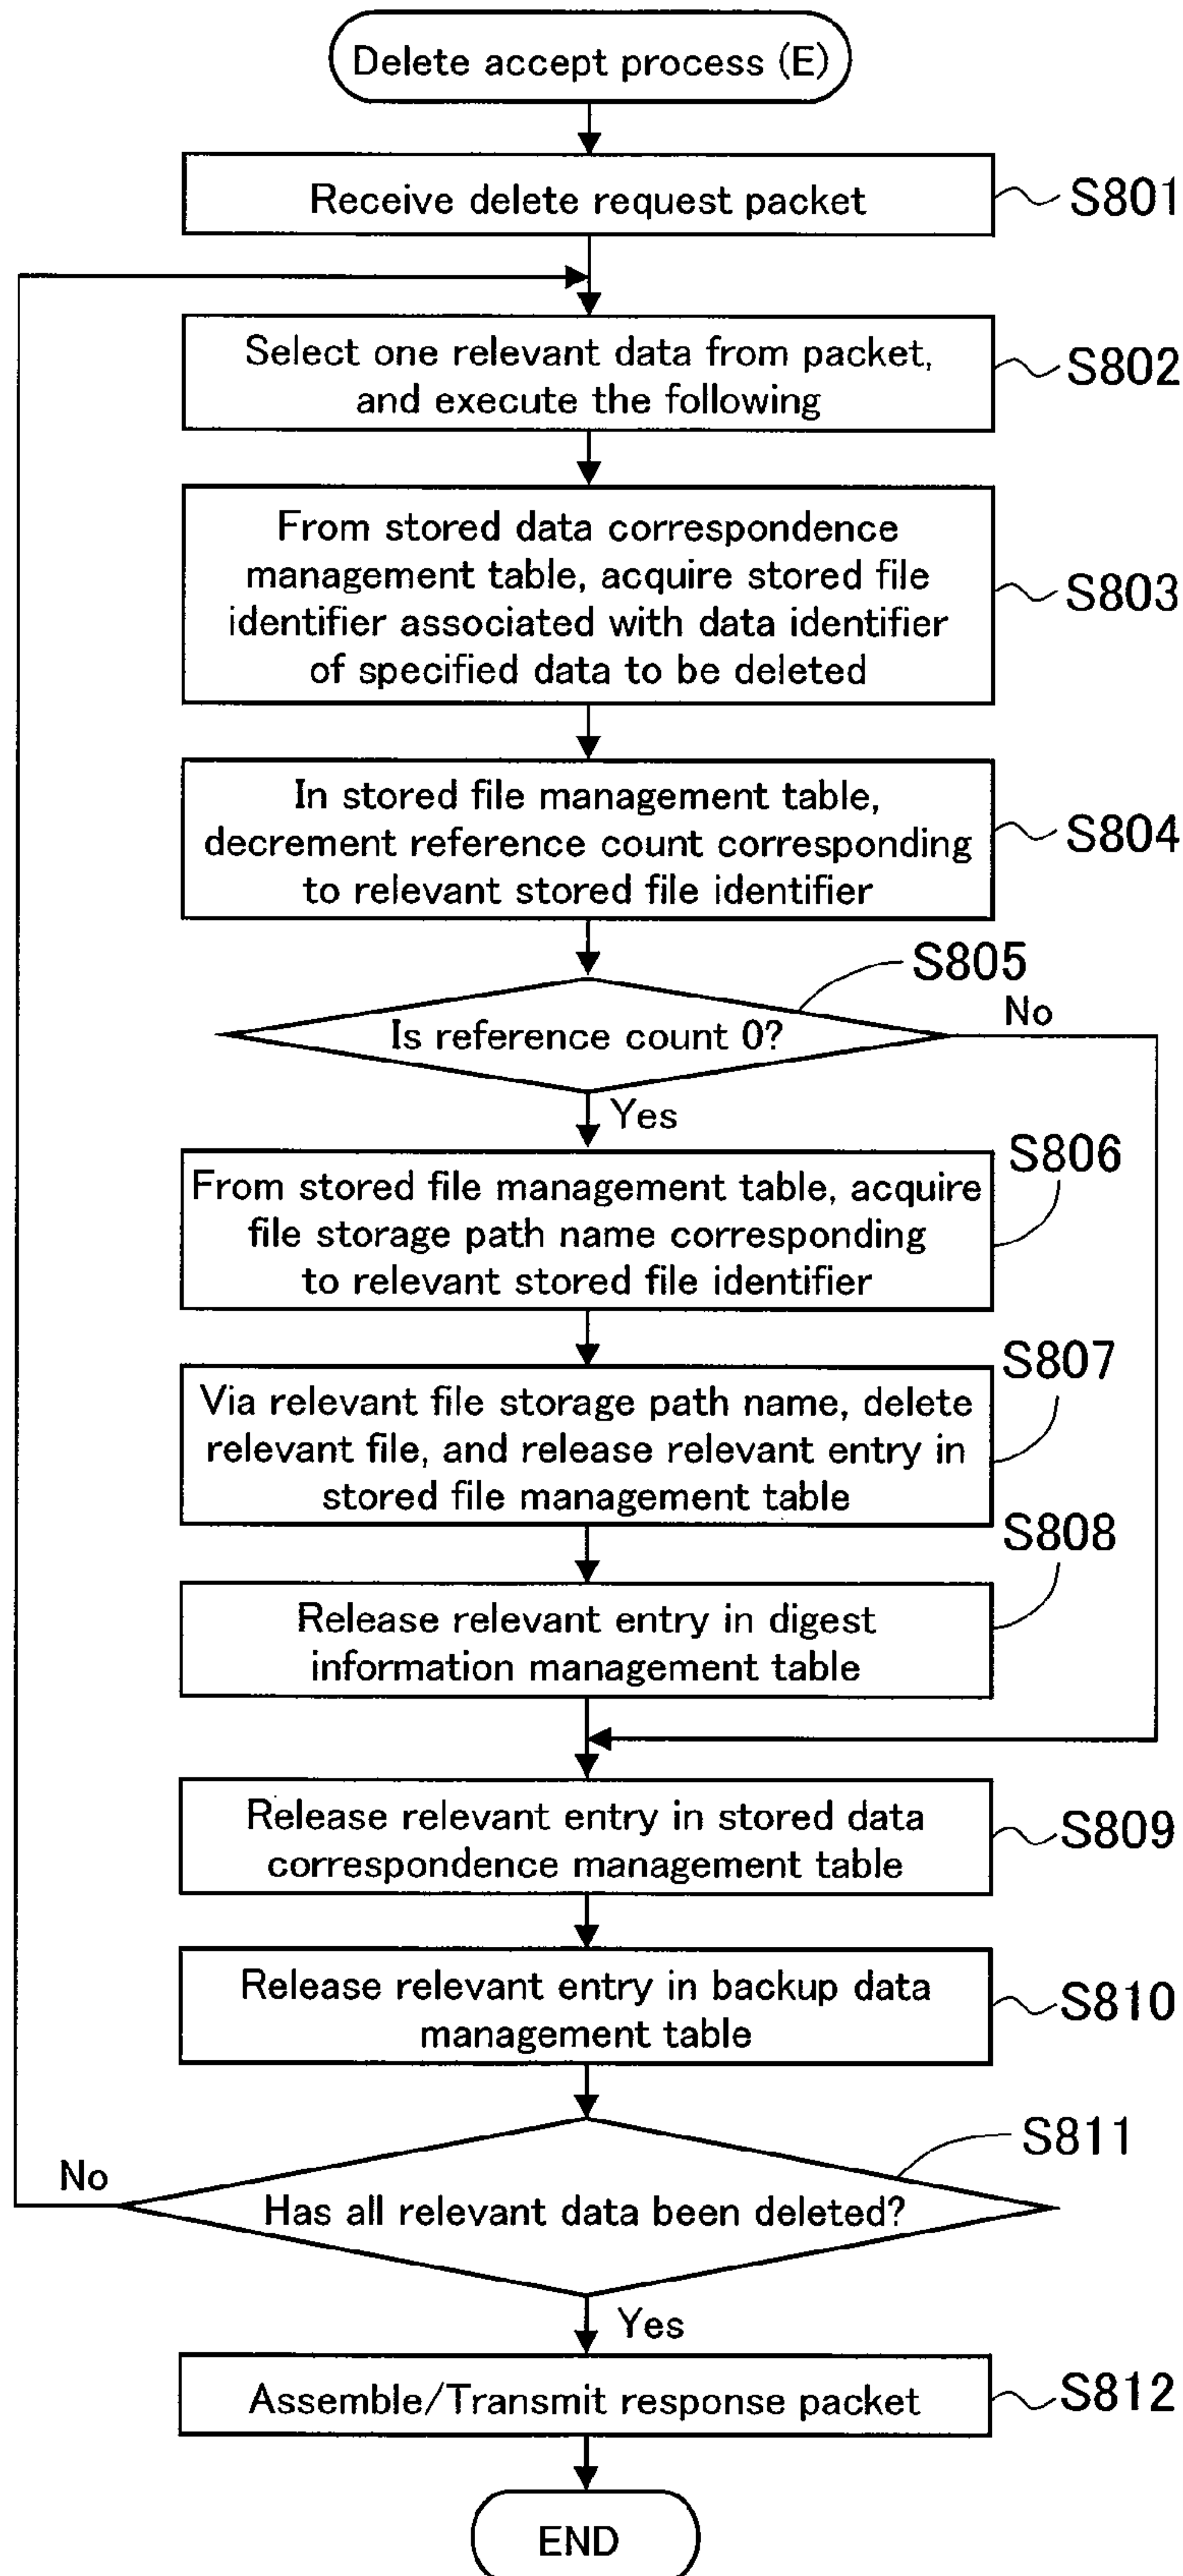 Delete accept process (E)
Receive delete request packet
S801
Select one relevant data from packet,
and execute the following
S802
From stored data correspondence
management table, acquire stored file
identifier associated with data identifier
of specified data to be deleted
S803
In stored file management table,
decrement reference count corresponding
to relevant stored file identifier
S804
S805
Is reference count 0?
No
Yes
S806
From stored file management table, acquire
file storage path name corresponding
to relevant stored file identifier
S807
Via relevant file storage path name, delete
relevant file, and release relevant entry in
stored file management table
S808
Release relevant entry in digest
information management table
Release relevant entry in stored data
correspondence management table
S809
Release relevant entry in backup data
management table
S810
S811
No
Has all relevant data been deleted?
Yes
Assemble/Transmit response packet
S812
END